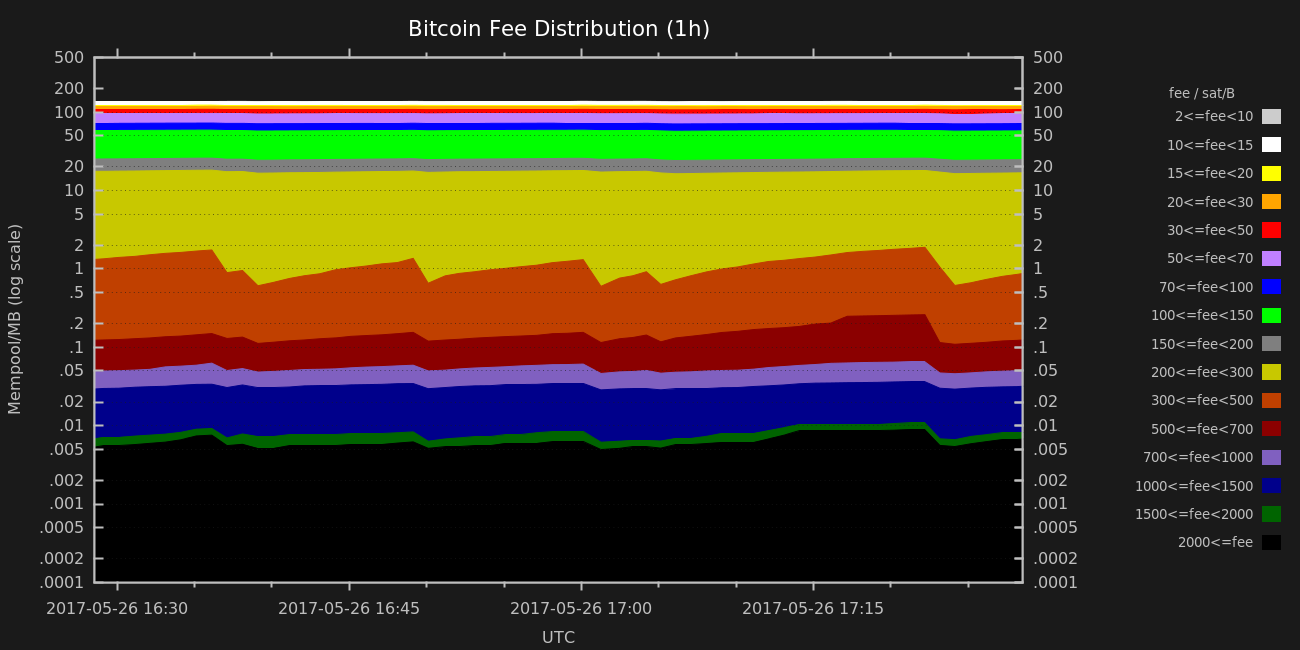 Bitcoin Fee Distribution (1h)
500
200
100
50
20
10
5
2
1
.5
.2
.1
.05
.02
.01
.005
.002
.001
.0005
.0002
.0001
Mempool/MB (log scale)
500
200
100
50
20
10
5
2
1
.5
.2
.1
.05
.02
.01
.005
.002
.001
.0005
.0002
.0001
2017-05-26 16:30
2017-05-26 16:45
2017-05-26 17:00
2017-05-26 17:15
UTC
fee / sat/B
2<=fee<10
10<=fee<15
15<=fee<20
20<=fee<30
30<=fee<50
50<=fee<70
70<=fee<100
100<=fee<150
150<=fee<200
200<=fee<300
300<=fee<500
500<=fee<700
700<=fee<1000
1000<=fee<1500
1500<=fee<2000
2000<=fee